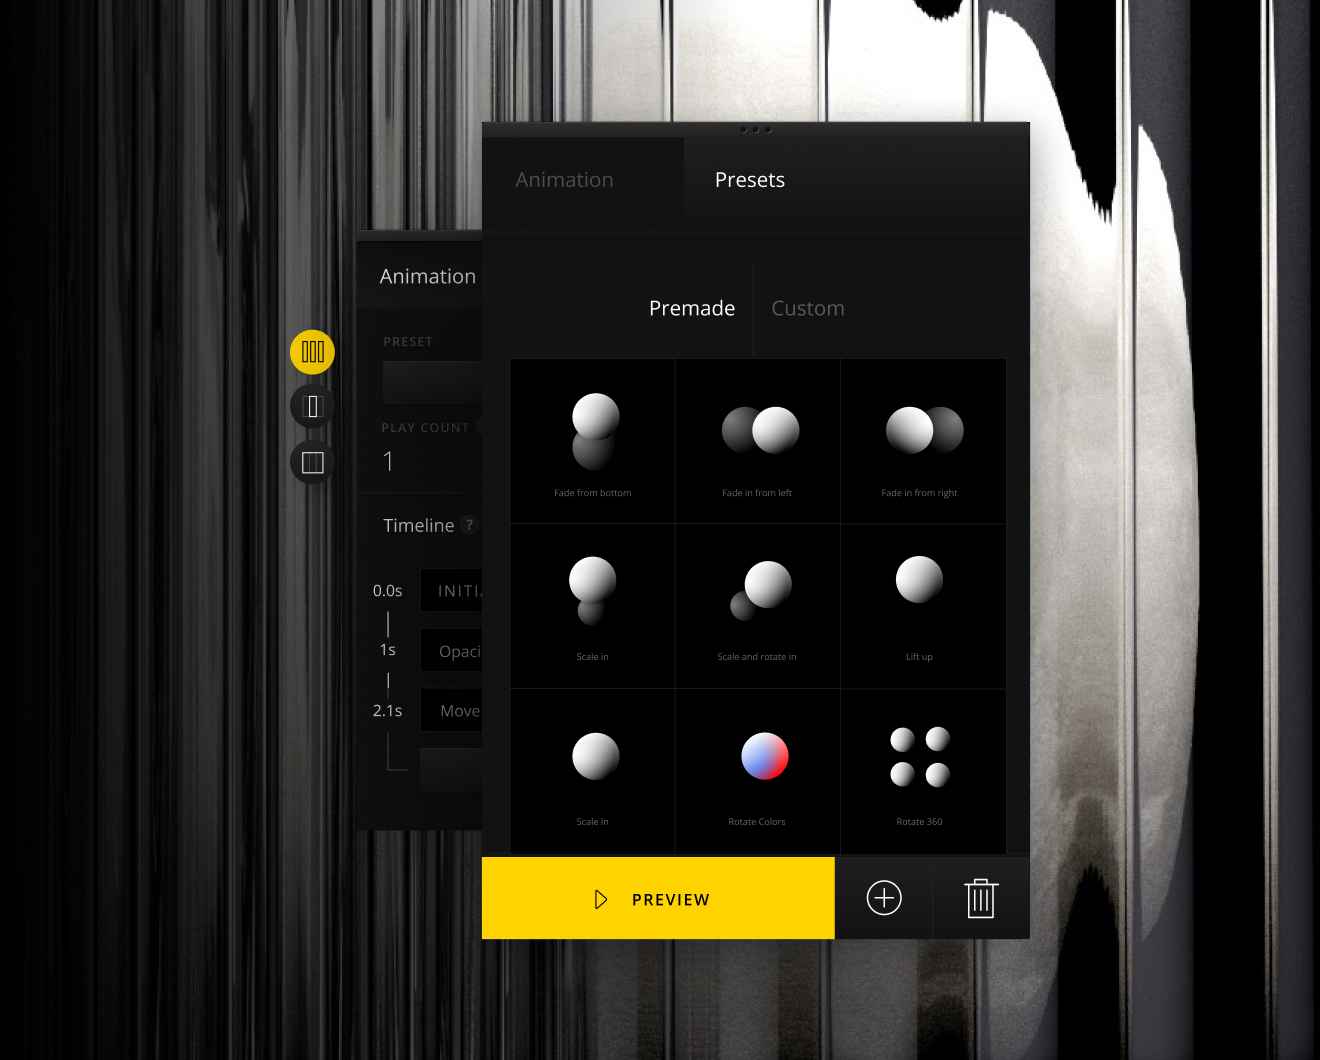 Animation
Presets
Premade
Custom
Fade from bottom
Fade in from left
Fade in from right
Scale in
Scale and rotate in
Lift up
Scale in
Rotate Colors
Rotate 360
PREVIEW
Animation
PRESET
PLAY COUNT
1
Timeline ?
0.0s
INITIA
1s
Opaci
2.1s
Move